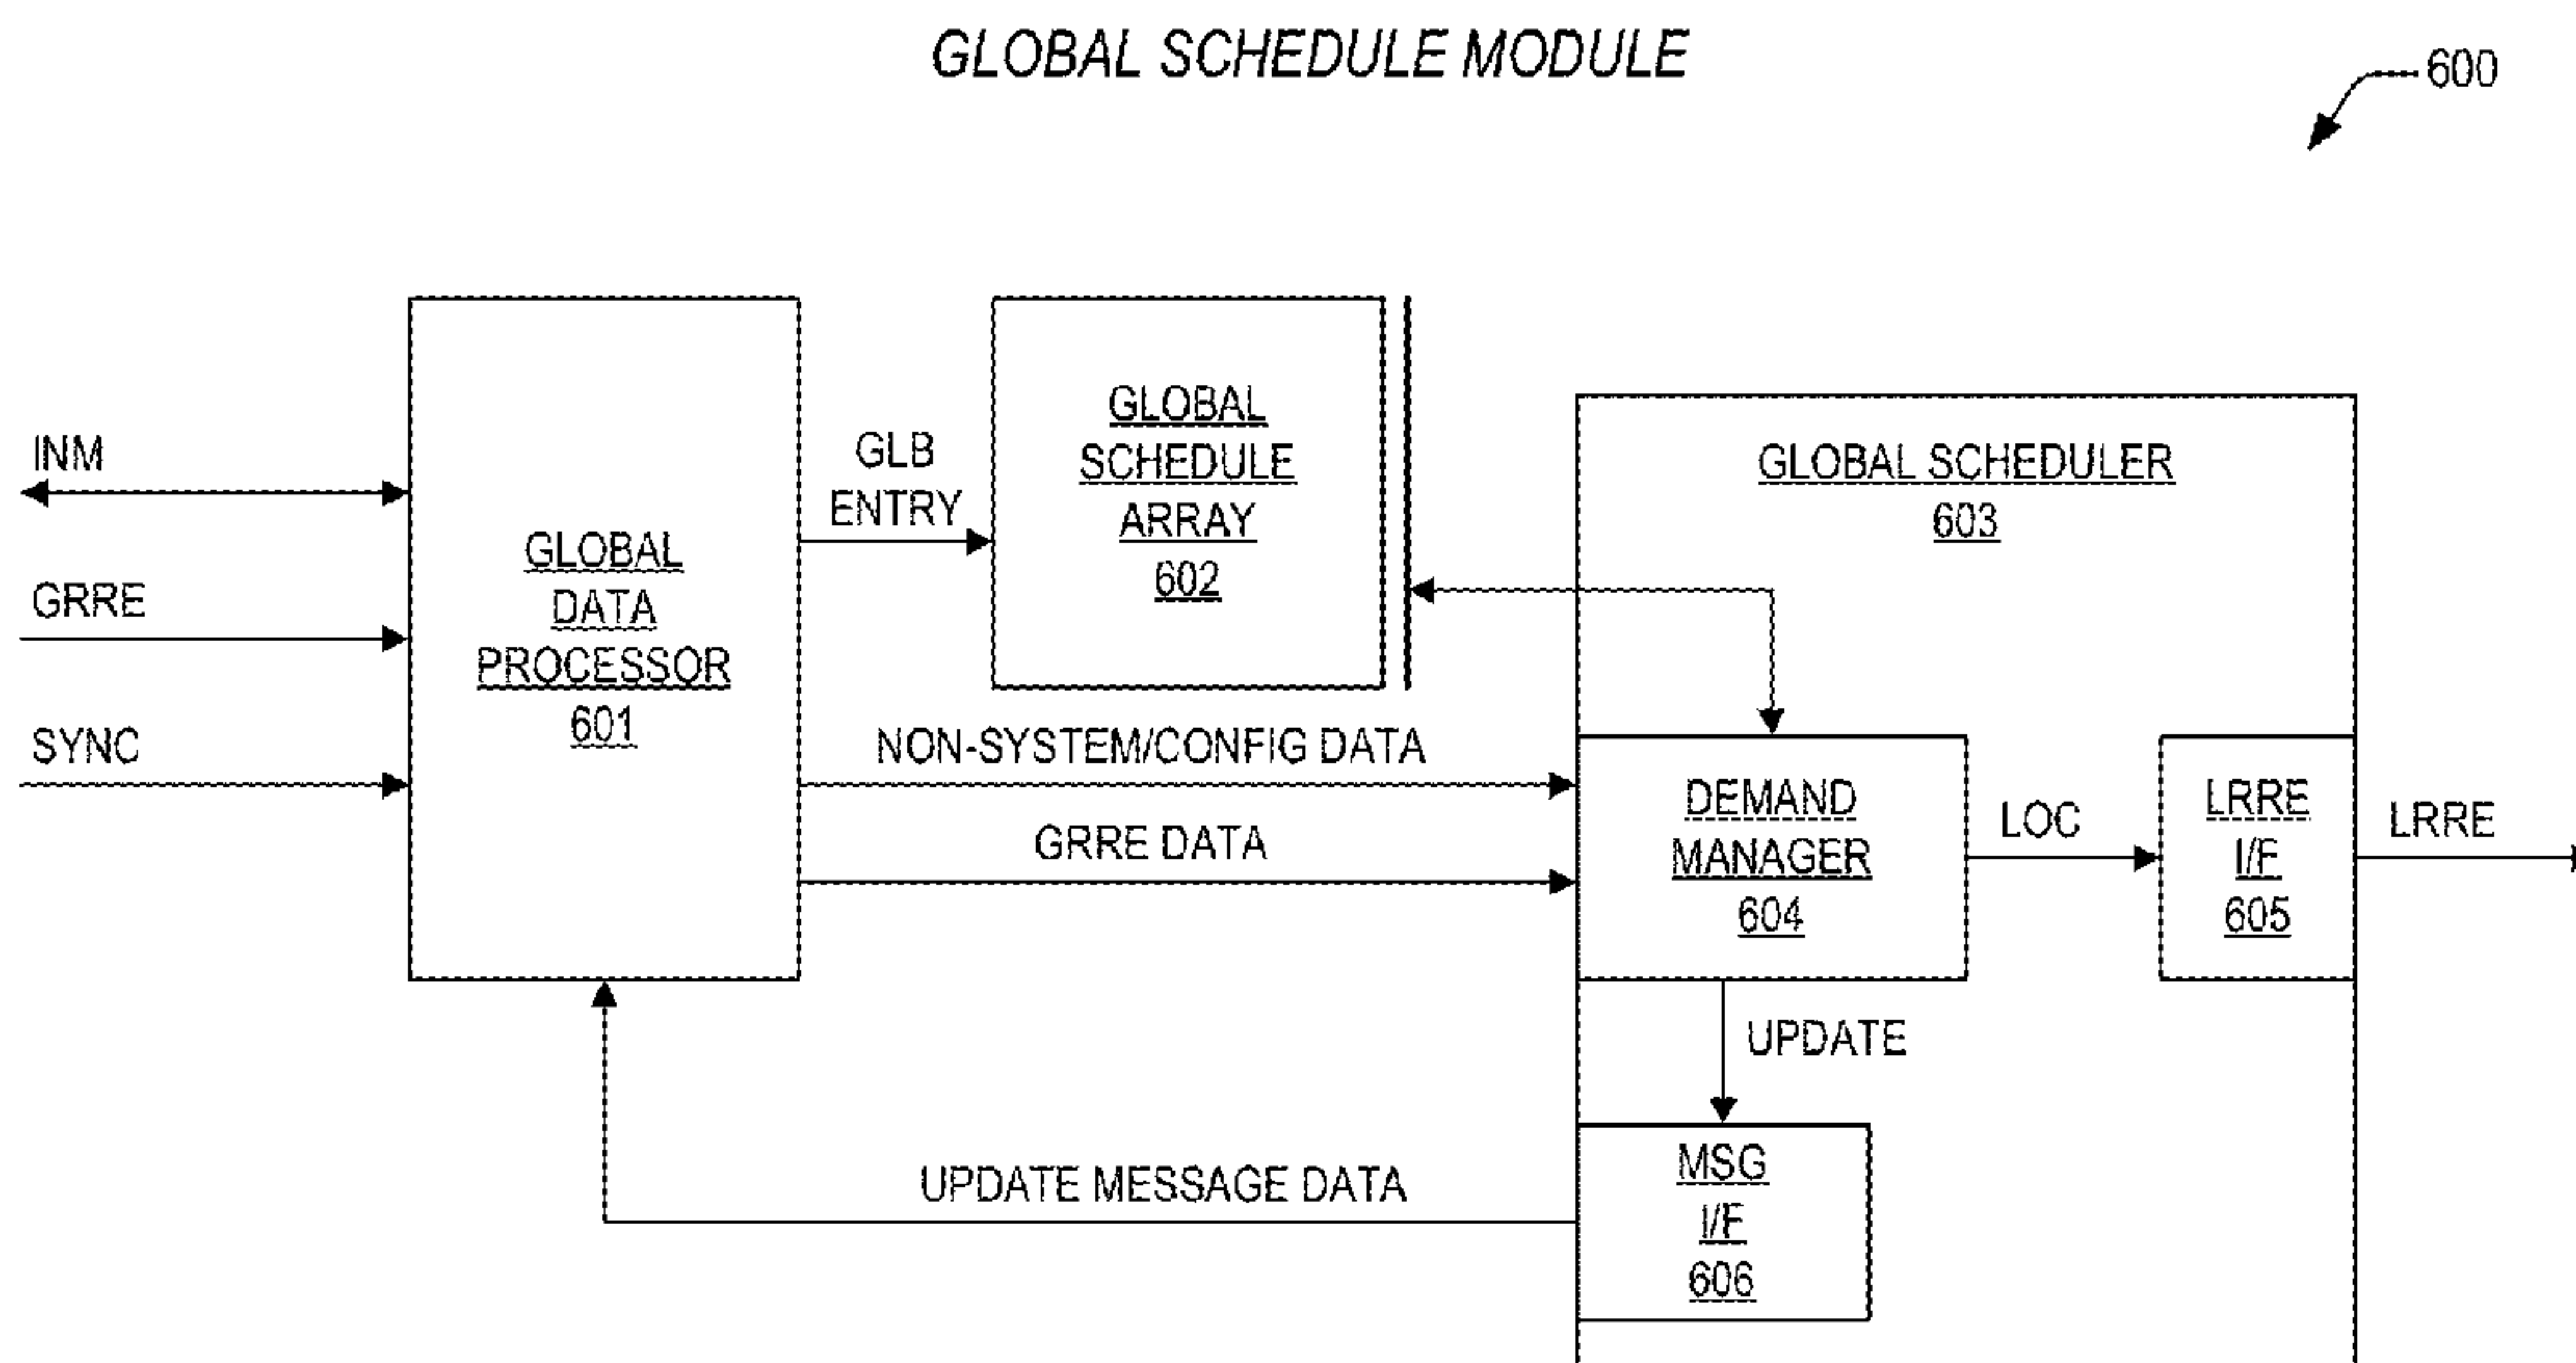 GLOBAL SCHEDULE MODULE
600
INM
GRRE
SYNC
GLOBAL
DATA
PROCESSOR
601
GLB
ENTRY
GLOBAL
SCHEDULE
ARRAY
602
NON-SYSTEM/CONFIG DATA
GRRE DATA
UPDATE MESSAGE DATA
GLOBAL SCHEDULER
603
DEMAND
MANAGER
604
LOC
LRRE
I/F
605
LRRE
UPDATE
MSG
I/F
606